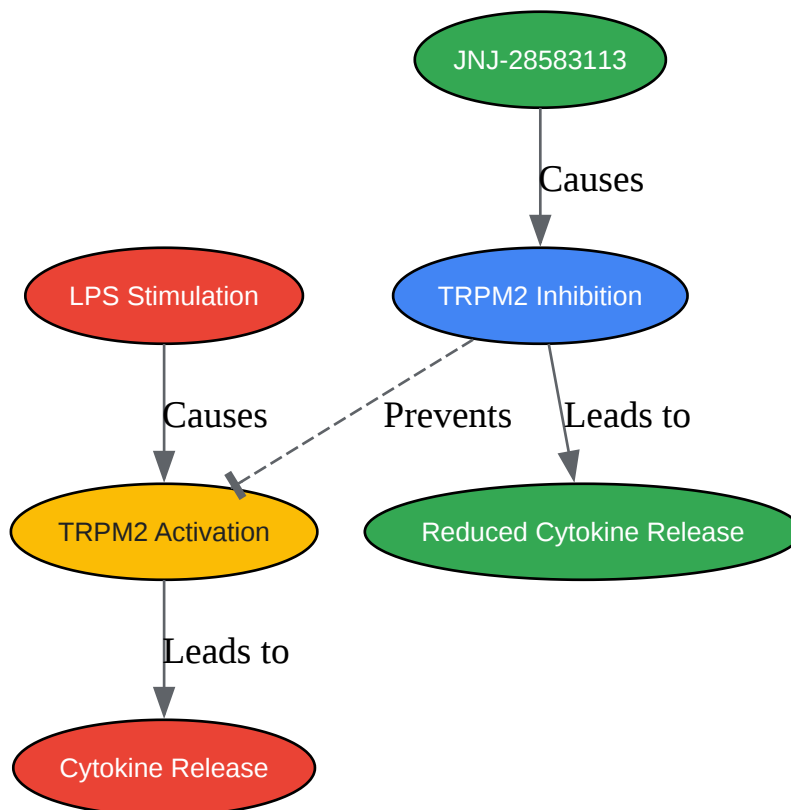 JNJ-28583113
Causes
LPS Stimulation
TRPM2 Inhibition
Causes
Prevents
Leads to
TRPM2 Activation
Reduced Cytokine Release
Leads to
Cytokine Release